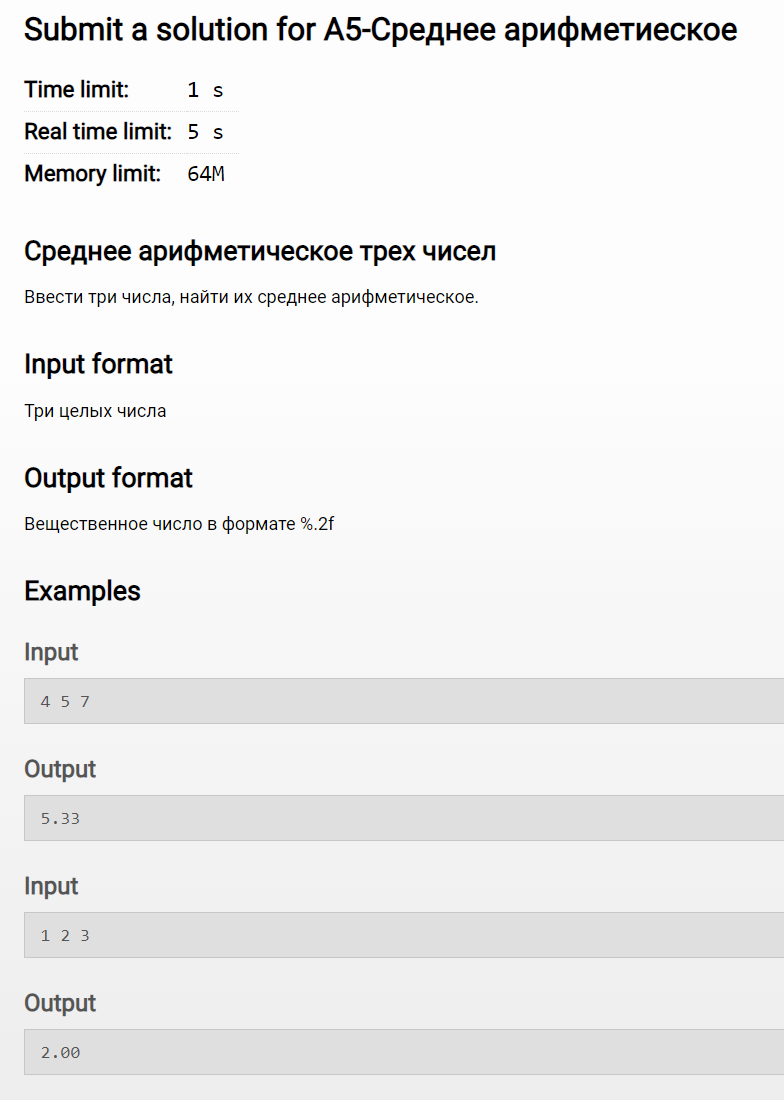 Submit a solution for A5-Среднее арифметиеское
Time limit: 1 s
Real time limit: 5 s
Memory limit: 64M
Среднее арифметическое трех чисел
Ввести три числа, найти их среднее арифметическое.
Input format
Три целых числа
Output format
Вещественное число в формате %.2f
Examples
Input
4 5 7
Output
5.33
Input
1 2 3
Output
2.00